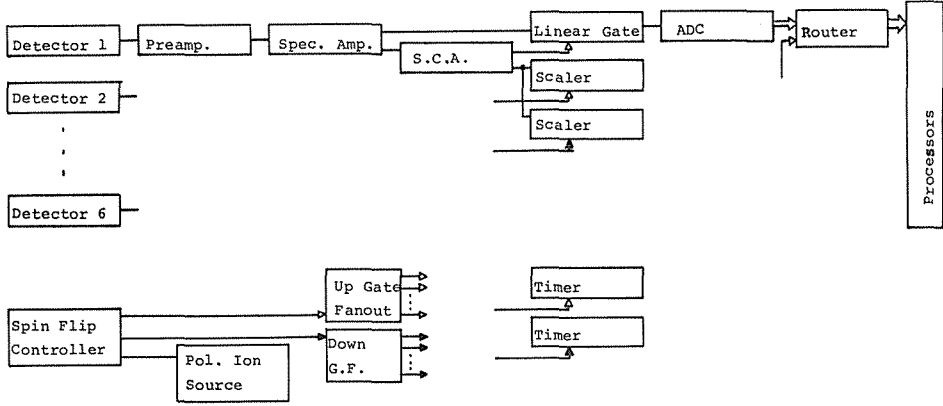 Detector 1
Preamp.
Spec. Amp.
Linear Gate
ADC
Router
S.C.A.
Scaler
Detector 2
Scaler
Processors
Detector 6
Up Gate
Fanout
Timer
Spin Flip
Controller
Down
G.F.
Timer
Pol. Ion
Source